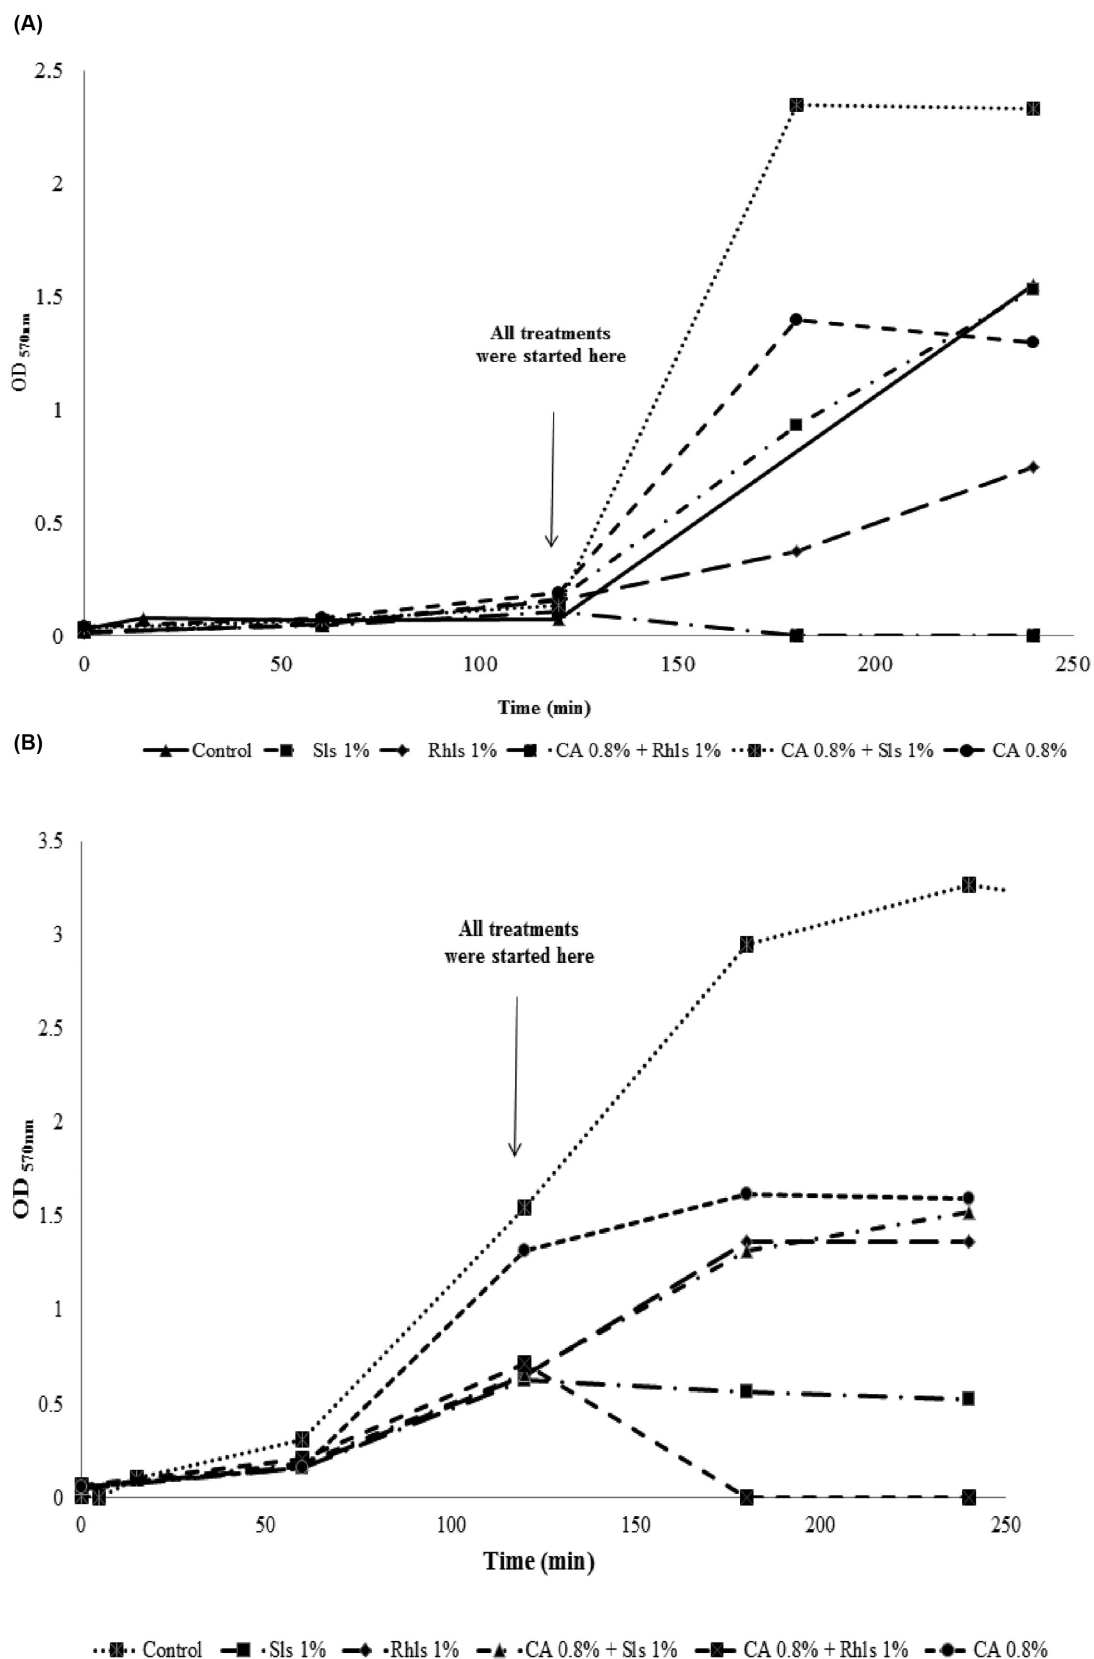 (A)
2.5
2
1.5
1
0.5
0
OD 570nm
All treatments
were started here
0 50 100 150 200 250
Time (min)
Control Sls 1% Rhls 1% CA 0.8% + Rhls 1% CA 0.8% + Sls 1% CA 0.8%
(B)
3.5
3
2.5
2
1.5
1
0.5
0
OD 570nm
All treatments
were started here
0 50 100 150 200 250
Time (min)
Control Sls 1% Rhls 1% CA 0.8% + Sls 1% CA 0.8% + Rhls 1% CA 0.8%